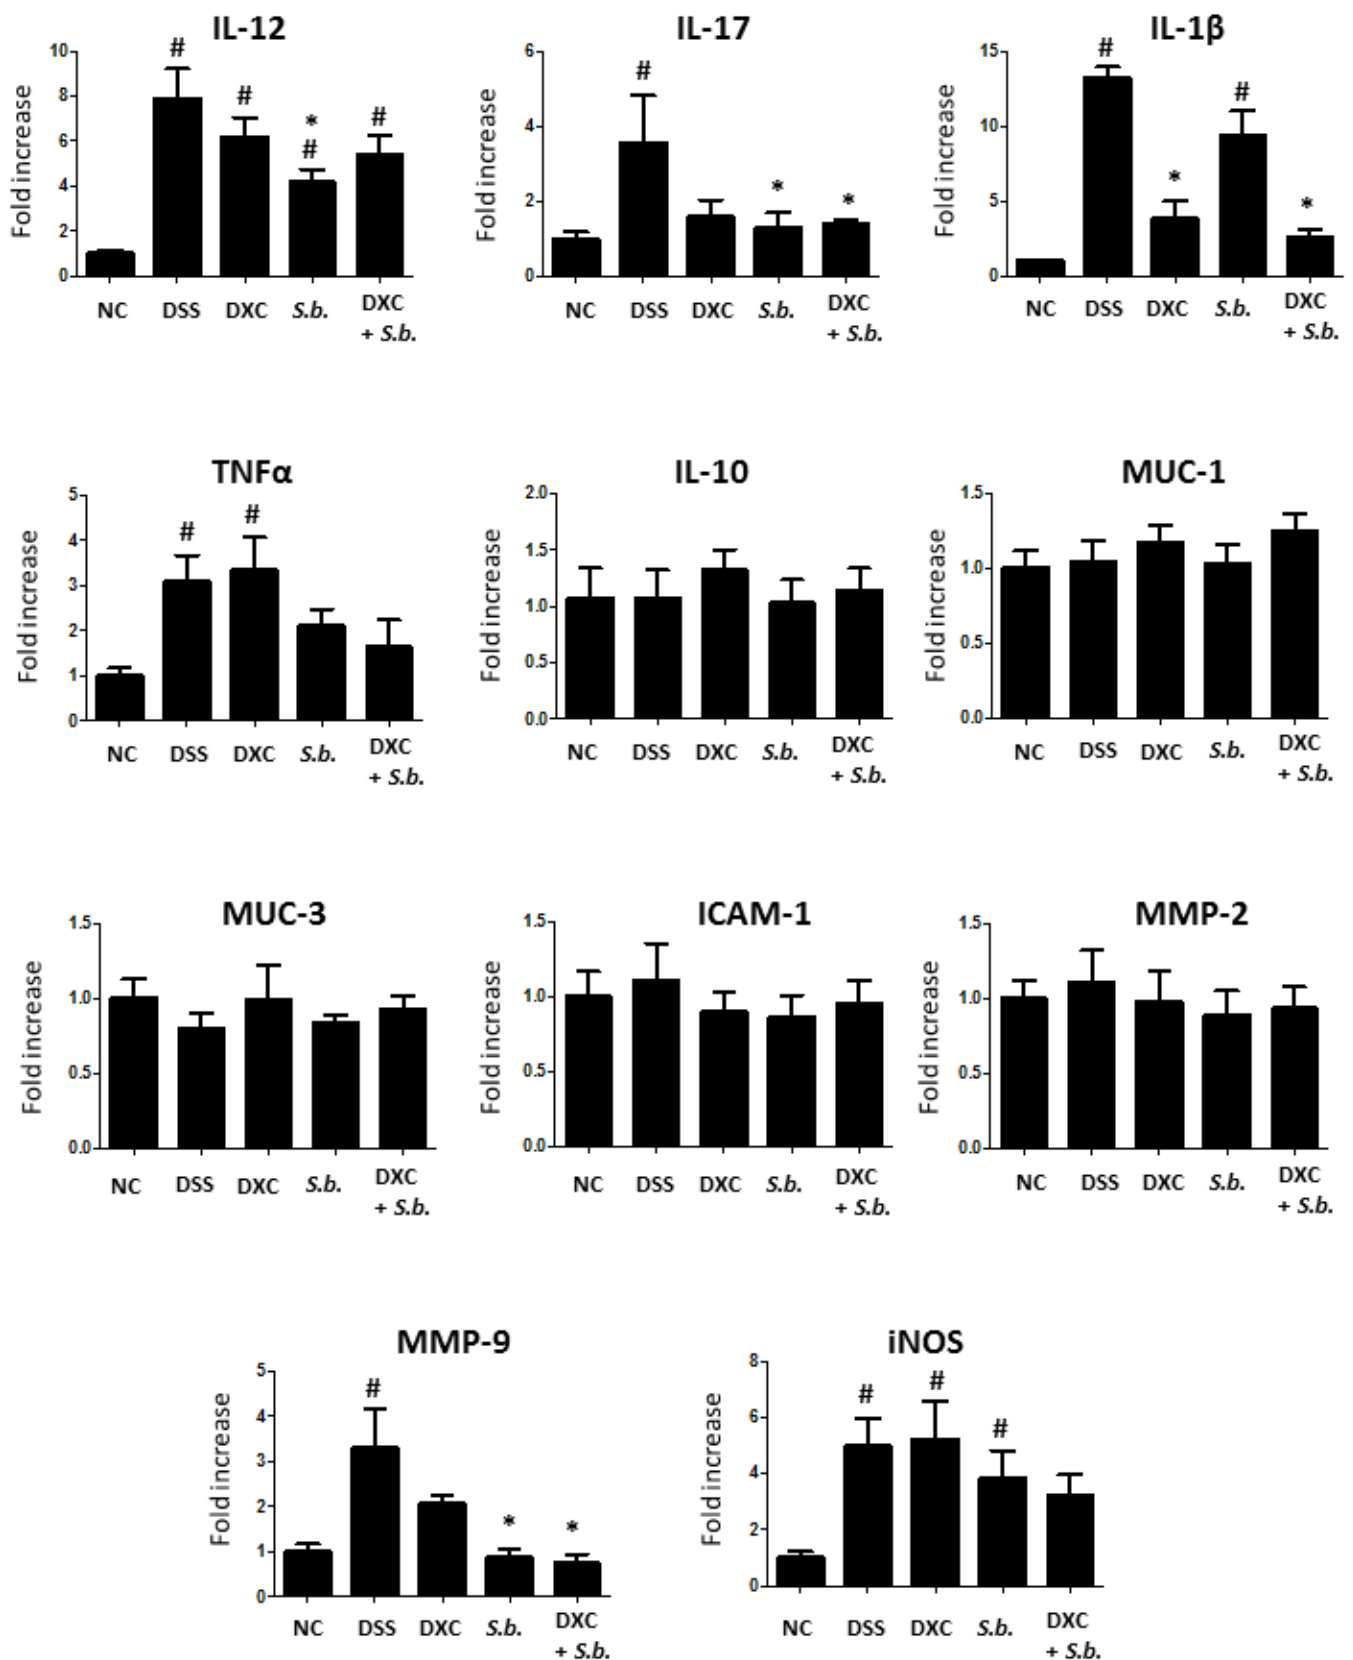 IL-12
Fold increase
10
8
6
4
2
0
#
#
*
#
#
NC DSS DXC S.b. DXC
+ S.b.
IL-17
Fold increase
6
4
2
0
#
*
*
NC DSS DXC S.b. DXC
+ S.b.
IL-1β
Fold increase
15
10
5
0
#
*
#
*
NC DSS DXC S.b. DXC
+ S.b.
TNFα
Fold increase
5
4
3
2
1
0
#
#
NC DSS DXC S.b. DXC
+ S.b.
IL-10
Fold increase
2.0
1.5
1.0
0.5
0.0
NC DSS DXC S.b. DXC
+ S.b.
MUC-1
Fold increase
1.5
1.0
0.5
0.0
NC DSS DXC S.b. DXC
+ S.b.
MUC-3
Fold increase
1.5
1.0
0.5
0.0
NC DSS DXC S.b. DXC
+ S.b.
ICAM-1
Fold increase
1.5
1.0
0.5
0.0
NC DSS DXC S.b. DXC
+ S.b.
MMP-2
Fold increase
1.5
1.0
0.5
0.0
NC DSS DXC S.b. DXC
+ S.b.
MMP-9
Fold increase
5
4
3
2
1
0
#
*
*
NC DSS DXC S.b. DXC
+ S.b.
iNOS
Fold increase
8
6
4
2
0
#
#
#
NC DSS DXC S.b. DXC
+ S.b.